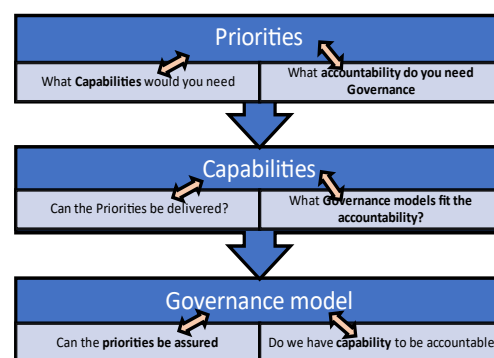 Priorities
What Capabilities would you need
What accountability do you need
Governance
Capabilities
Can the Priorities be delivered?
What Governance models fit the
accountability?
Governance model
Can the priorities be assured
Do we have capability to be accountable